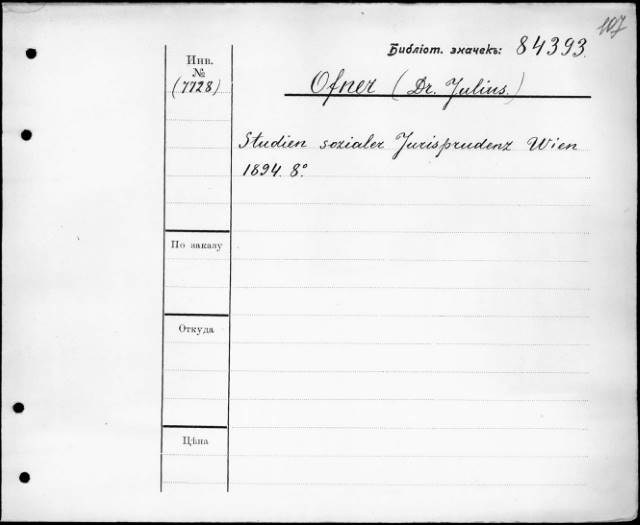 107
Библіот. значекъ: 84393.
Инв.
№
(7728)
Ofner (Dr. Julius.)
Studien sozialer Jurisprudenz Wien
1894. 8°
По заказу
Откуда
Цѣна